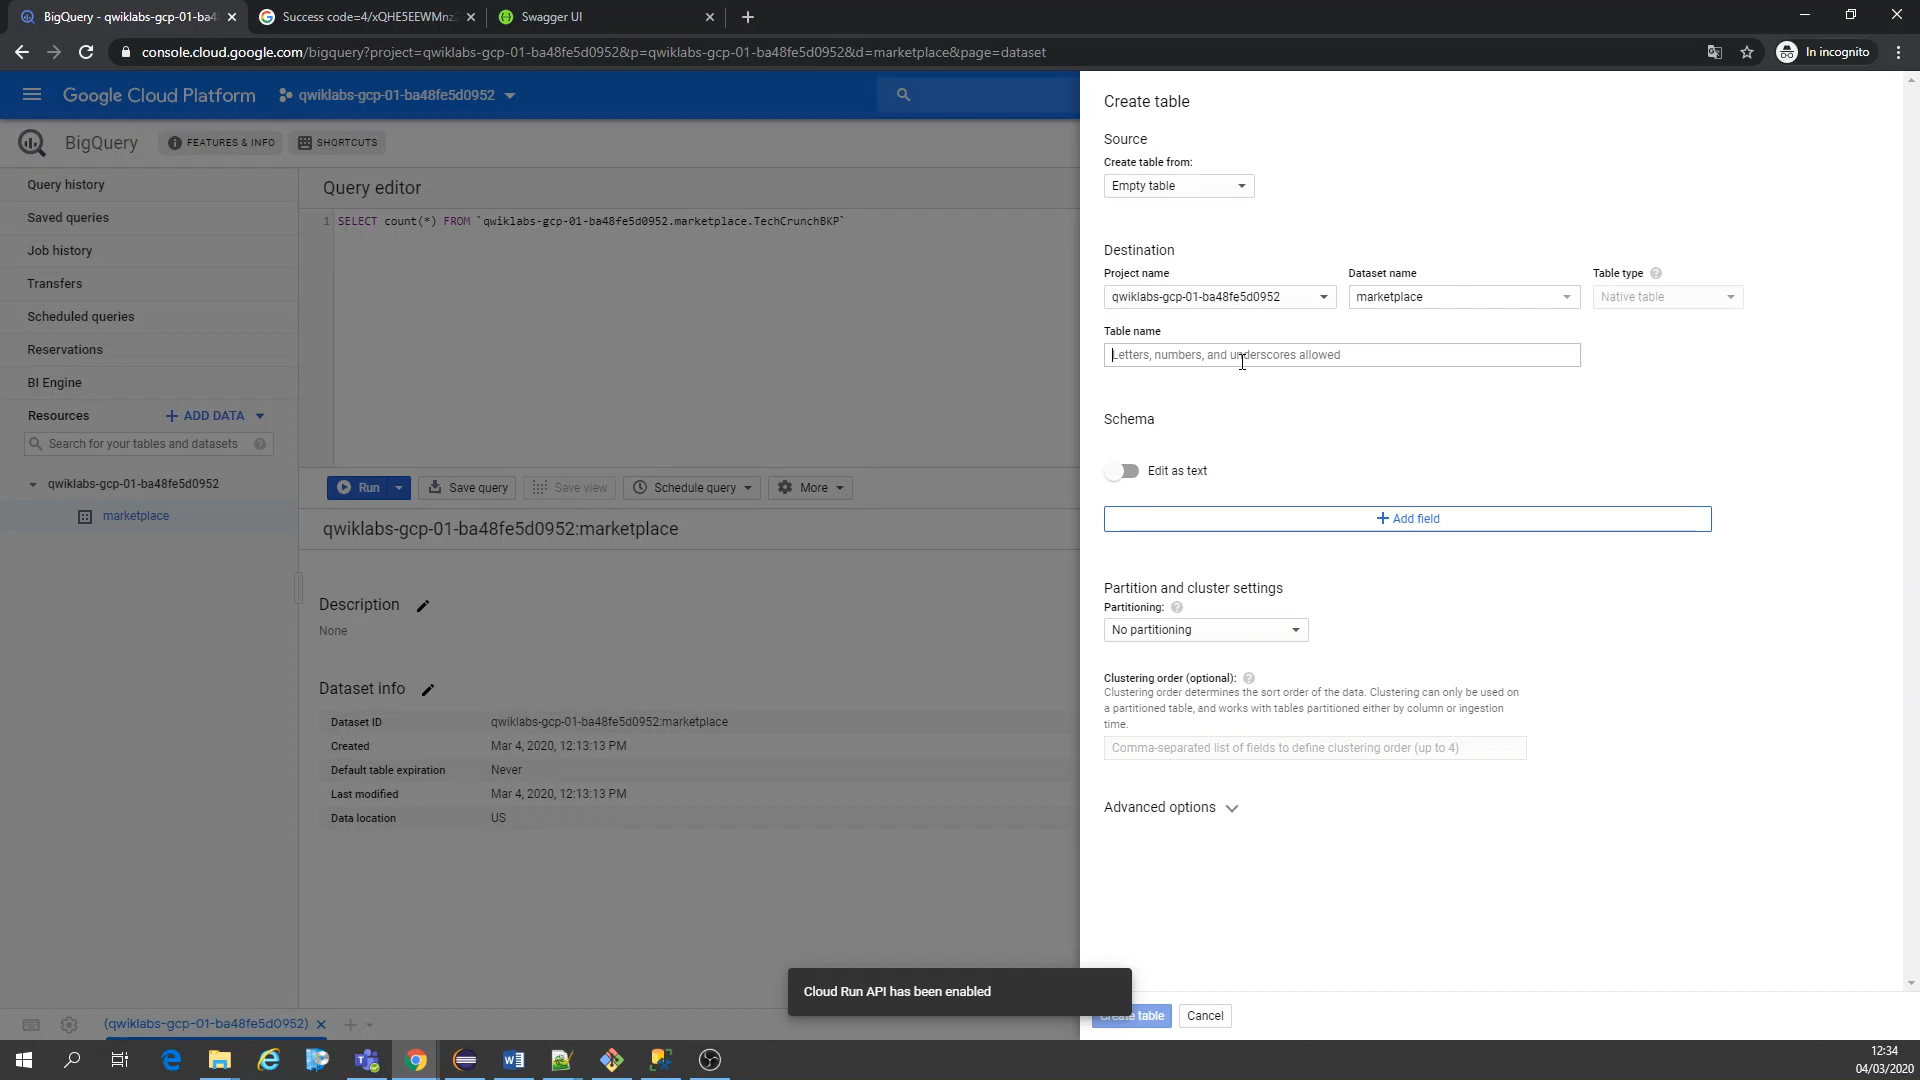 BigQuery - qwiklabs-gcp-01-ba4
Success code=4/xQHE5EEWMnz
Swagger UI
console.cloud.google.com/bigquery?project=qwiklabs-gcp-01-ba48fe5d0952&p=qwiklabs-gcp-01-ba48fe5d0952&d=marketplace&page=dataset
In incognito
Google Cloud Platform
qwiklabs-gcp-01-ba48fe5d0952
BigQuery
FEATURES & INFO
SHORTCUTS
Query history
Saved queries
Job history
Transfers
Scheduled queries
Reservations
BI Engine
Resources
ADD DATA
Search for your tables and datasets
qwiklabs-gcp-01-ba48fe5d0952
marketplace
Query editor
1 SELECT count(*) FROM `qwiklabs-gcp-01-ba48fe5d0952.marketplace.TechCrunchBKP`
Run
Save query
Save view
Schedule query
More
qwiklabs-gcp-01-ba48fe5d0952:marketplace
Description
None
Dataset info
Dataset ID qwiklabs-gcp-01-ba48fe5d0952:marketplace
Created Mar 4, 2020, 12:13:13 PM
Default table expiration Never
Last modified Mar 4, 2020, 12:13:13 PM
Data location US
(qwiklabs-gcp-01-ba48fe5d0952)
Create table
Source
Create table from:
Empty table
Destination
Project name Dataset name Table type
qwiklabs-gcp-01-ba48fe5d0952 marketplace Native table
Table name
Letters, numbers, and underscores allowed
Schema
Edit as text
Add field
Partition and cluster settings
Partitioning:
No partitioning
Clustering order (optional):
Clustering order determines the sort order of the data. Clustering can only be used on
a partitioned table, and works with tables partitioned either by column or ingestion
time.
Comma-separated list of fields to define clustering order (up to 4)
Advanced options
Cloud Run API has been enabled
Create table
Cancel
12:34
04/03/2020